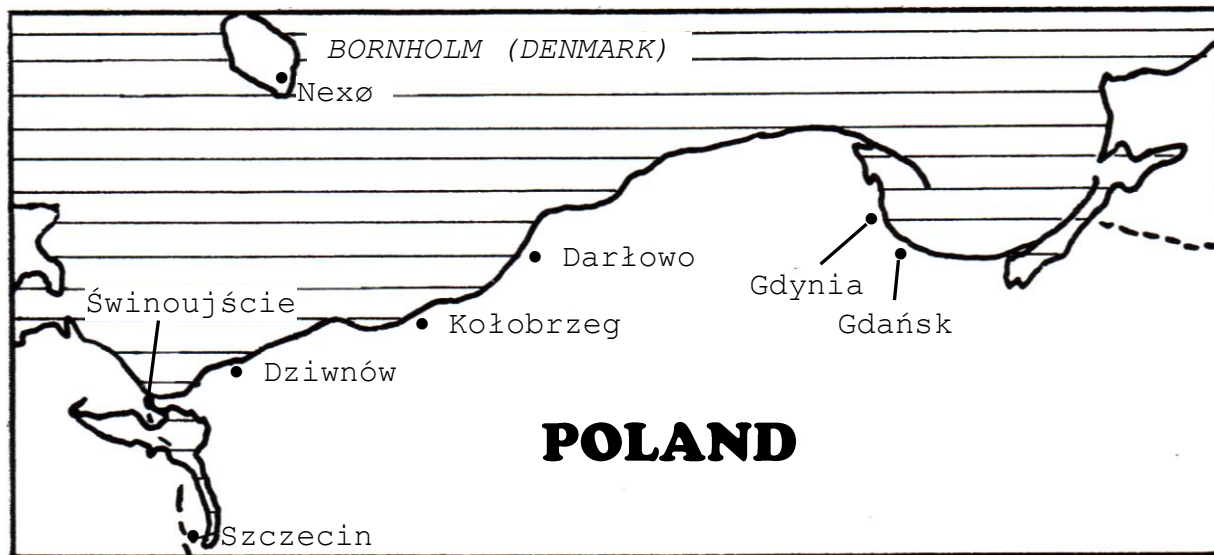 BORNHOLM (DENMARK)
Nexø
Darłowo
Gdynia
Świnoujście
Gdańsk
Kołobrzeg
Dziwnów
POLAND
Szczecin